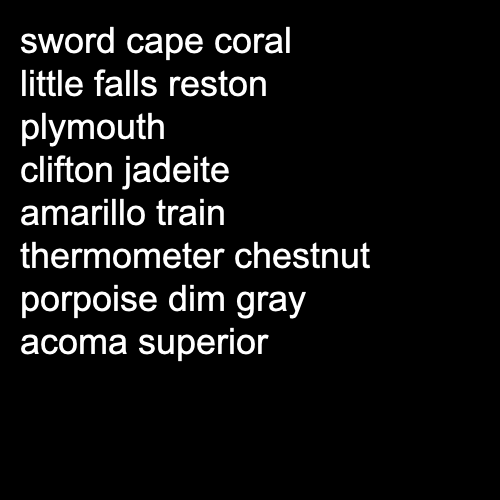 sword cape coral
little falls reston
plymouth
clifton jadeite
amarillo train
thermometer chestnut
porpoise dim gray
acoma superior